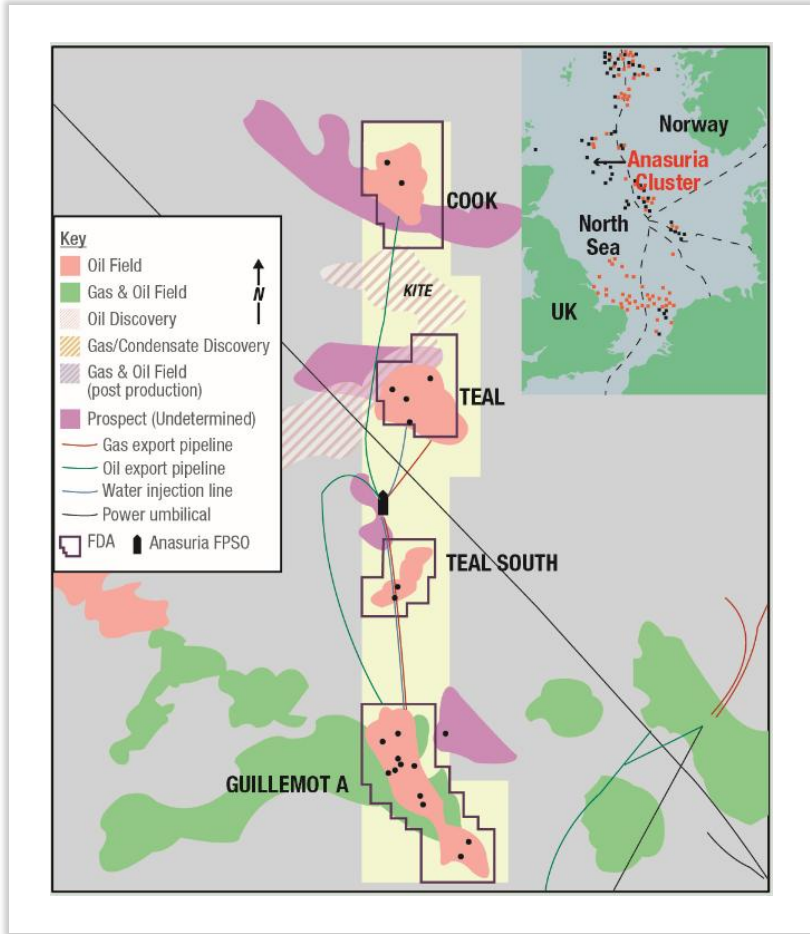 Norway
Anasuria
Cluster
North
Sea
UK
COOK
KITE
TEAL
TEAL SOUTH
GUILLEMOT A
Key
N
Oil Field
Gas & Oil Field
Oil Discovery
Gas/Condensate Discovery
Gas & Oil Field
(post production)
Prospect (Undetermined)
Gas export pipeline
Oil export pipeline
Water injection line
Power umbilical
FDA Anasuria FPSO